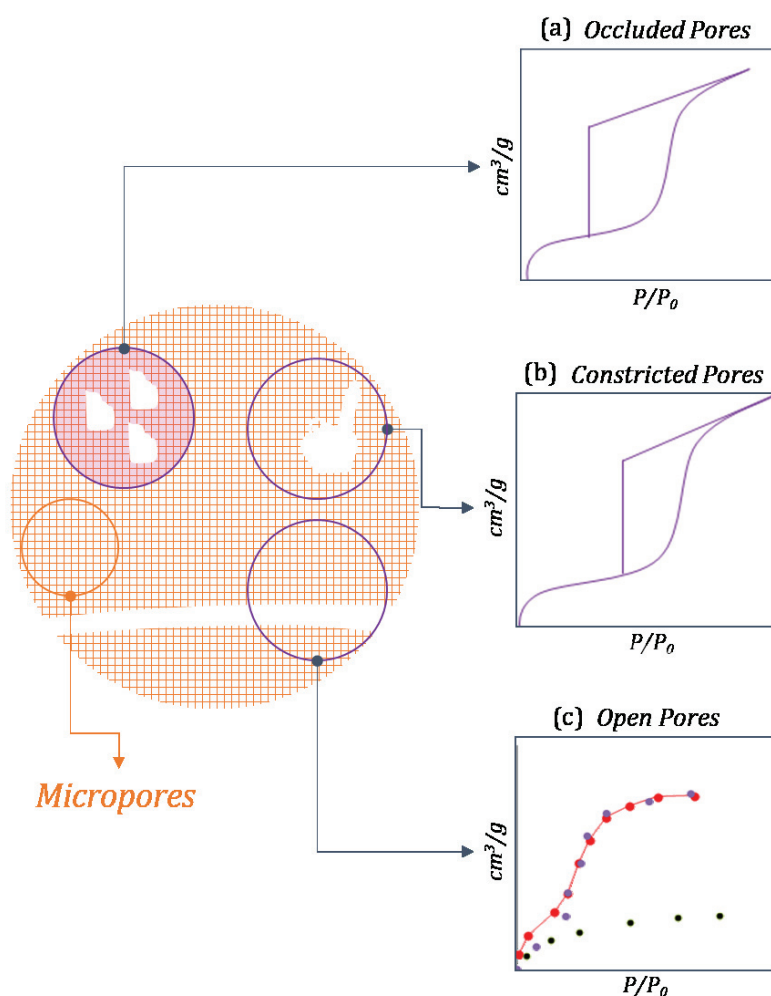 (a) Occluded Pores
cm³/g
P/P₀
(b) Constricted Pores
cm³/g
P/P₀
Micropores
(c) Open Pores
cm³/g
P/P₀